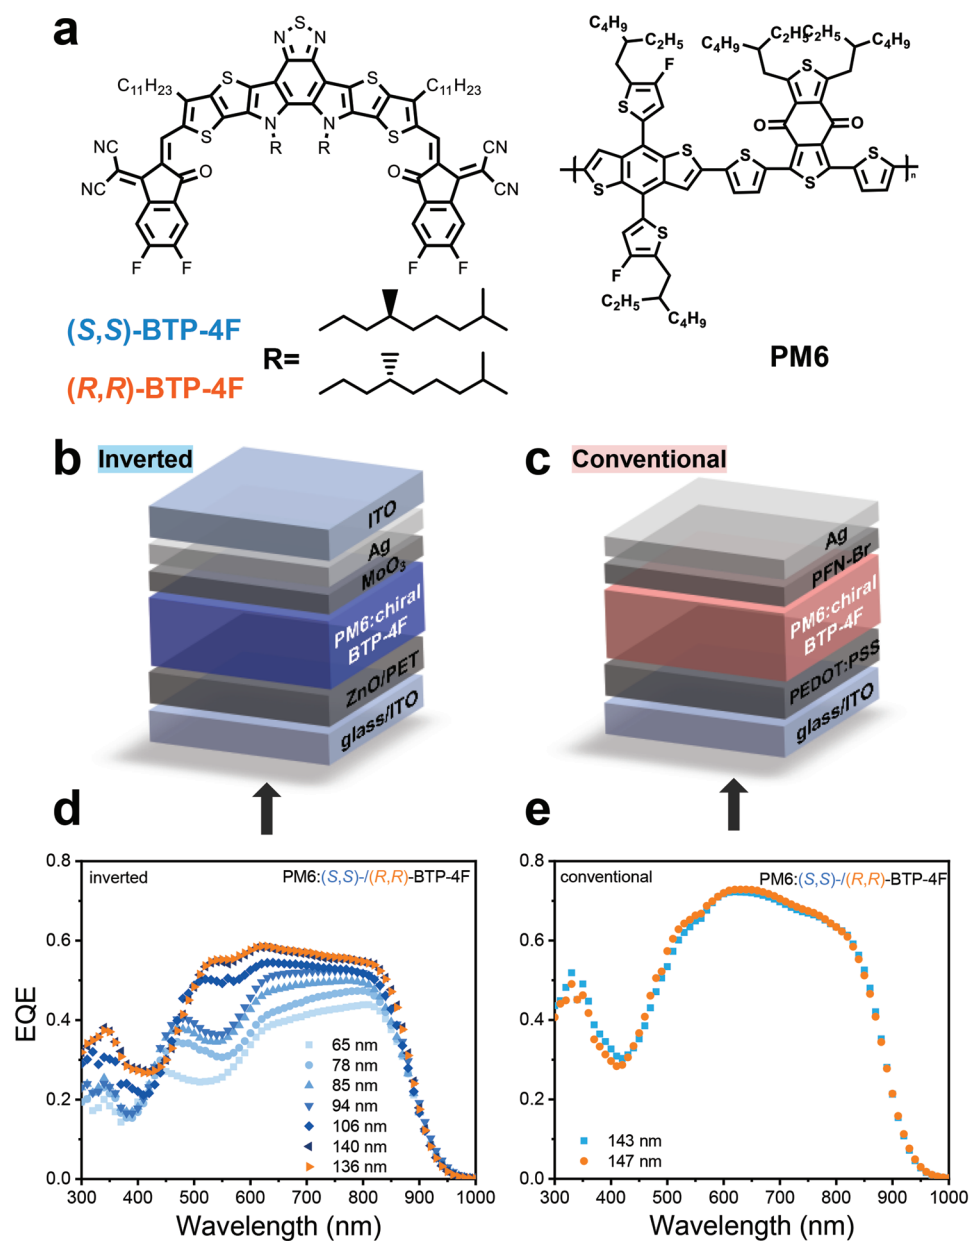 a
N S N
C11H23 S S C11H23
S N N S
R R
NC CN
NC O O CN
F F F F
(S,S)-BTP-4F
R=
(R,R)-BTP-4F
C4H9
C2H5
F
S
C4H9 C2H5 C2H5 C4H9
S
O O
S S S
S S n
S
F
C2H5
C4H9
PM6
b Inverted
ITO
Ag
MoO3
PM6:chiral
BTP-4F
ZnO/PET
glass/ITO
c Conventional
Ag
PFN-Br
PM6:chiral
BTP-4F
PEDOT:PSS
glass/ITO
d
inverted PM6:(S,S)-/(R,R)-BTP-4F
0.8
0.6
0.4
0.2
0.0
EQE
65 nm
78 nm
85 nm
94 nm
106 nm
140 nm
136 nm
300 400 500 600 700 800 900 1000
Wavelength (nm)
e
conventional PM6:(S,S)-/(R,R)-BTP-4F
0.8
0.6
0.4
0.2
0.0
143 nm
147 nm
300 400 500 600 700 800 900 1000
Wavelength (nm)